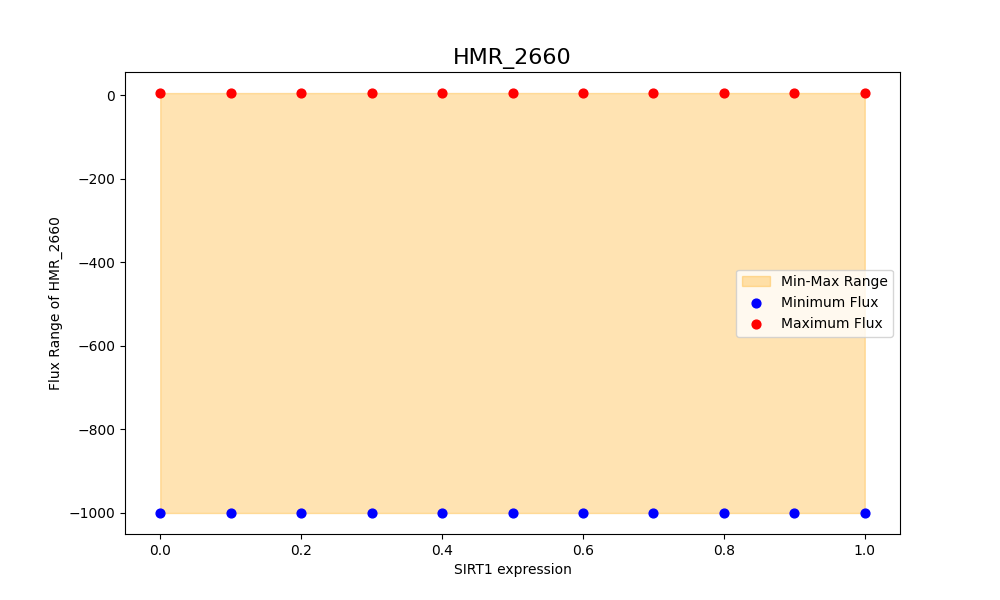 HMR_2660
Flux Range of HMR_2660
0
−200
−400
−600
−800
−1000
Min-Max Range
Minimum Flux
Maximum Flux
0.0 0.2 0.4 0.6 0.8 1.0
SIRT1 expression